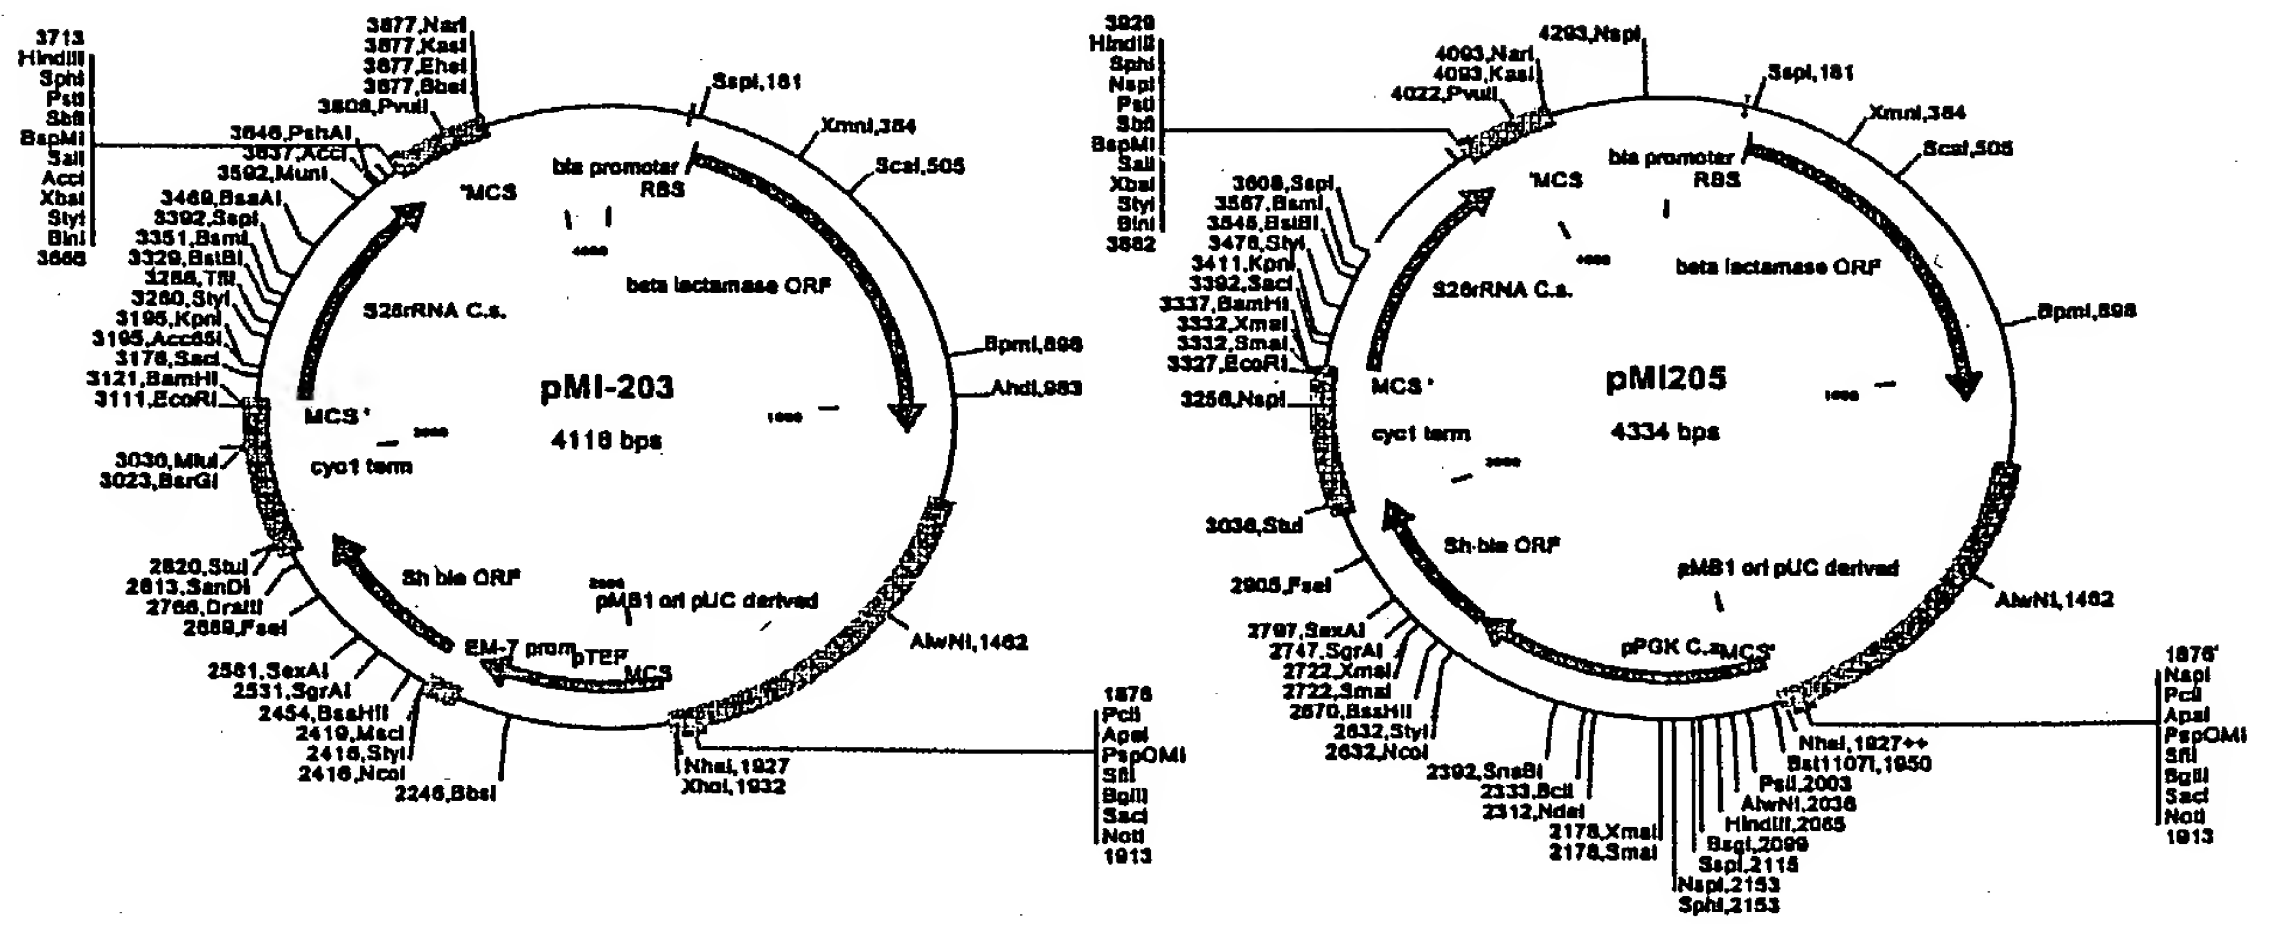 3713
HindIII
SphI
PstI
SbfI
BspMI
SalI
AccI
XbaI
StyI
BlnI
3877,NarI
3877,KasI
3877,EheI
3877,BbeI
3808,PvuII
3646,PshAI
3637,AccI
3592,MunI
3469,BsaAI
3392,SspI
3351,BsmI
3329,BstBI
3260,StyI
3195,KpnI
3195,Acc65I
3176,SacI
3121,BamHI
3111,EcoRI
3030,MluI
3023,BsrGI
2820,StuI
2813,SanDI
2766,DraIII
2689,FseI
2581,SexAI
2531,SgrAI
2454,BssHII
2419,MscI
2416,StyI
2416,NcoI
2246,BbsI
SspI,181
XmnI,384
ScaI,505
BpmI,898
AhdI,983
AlwNI,1462
NheI,1927
XhoI,1932
1876
PciI
ApaI
PspOMI
SfiI
BglII
SacI
NotI
1913
bla promoter
RBS
'MCS
4000
beta lactamase ORF
S26rRNA C.s.
pMI-203
4118 bps
1000
MCS'
3000
cyc1 term
Sh ble ORF
2000
pMB1 ori pUC derived
EM-7 prom
pTEF
MCS
3929
HindIII
SphI
NspI
PstI
SbfI
BspMI
SalI
XbaI
StyI
BlnI
3882
4293,NspI
4093,NarI
4093,KasI
4022,PvuII
3608,SspI
3567,BsmI
3545,BstBI
3476,StyI
3411,KpnI
3392,SacI
3337,BamHI
3332,XmaI
3332,SmaI
3327,EcoRI
3256,NspI
3036,StuI
2905,FseI
2797,SexAI
2747,SgrAI
2722,XmaI
2722,SmaI
2670,BssHII
2632,StyI
2632,NcoI
2392,SnaBI
2333,BclI
2312,NdeI
2178,XmaI
2178,SmaI
NspI,2153
SphI,2153
SspI,2115
BsgI,2099
HindIII,2065
AlwNI,2036
PsiI,2003
Bst1107I,1950
NheI,1927++
SspI,181
XmnI,384
ScaI,505
BpmI,898
AlwNI,1462
1876'
NspI
PciI
ApaI
PspOMI
SfiI
BglII
SacI
NotI
1913
bla promoter
RBS
'MCS
4000
beta lactamase ORF
S26rRNA C.s.
pMI205
4334 bps
1000
MCS'
cyc1 term
3000
Sh ble ORF
pMB1 ori pUC derived
pPGK C.s.
MCS'